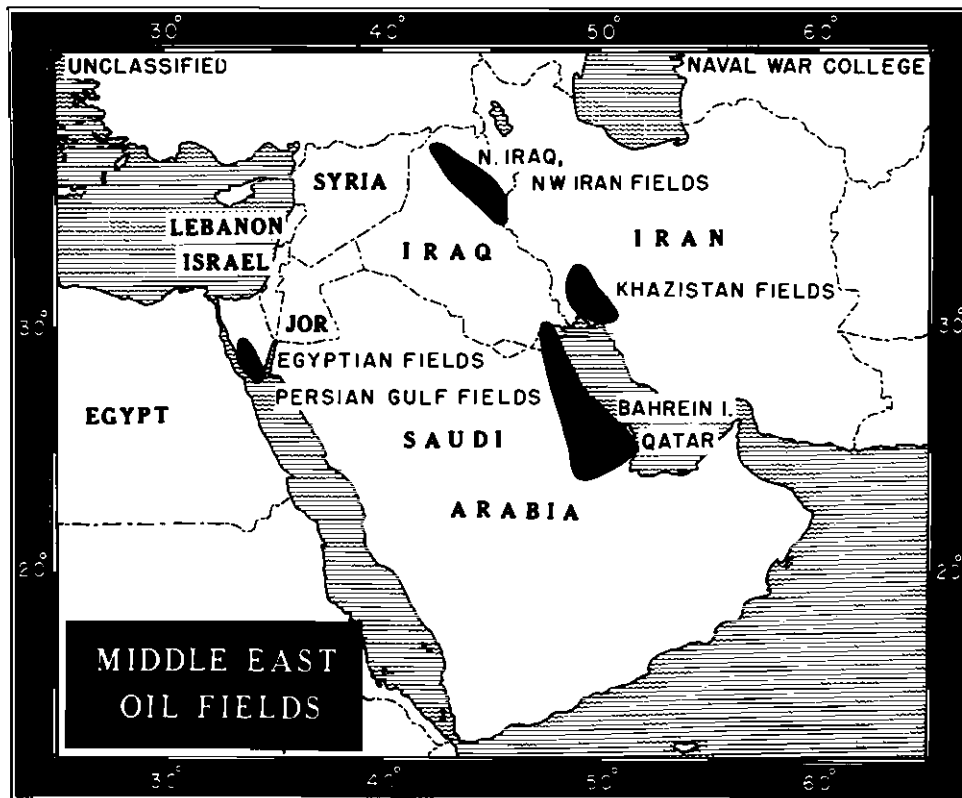 30° 40° 50° 60°
UNCLASSIFIED
NAVAL WAR COLLEGE
N. IRAQ,
NW IRAN FIELDS
SYRIA
LEBANON
ISRAEL
IRAQ
IRAN
KHAZISTAN FIELDS
30°
30°
JOR
EGYPTIAN FIELDS
PERSIAN GULF FIELDS
EGYPT
BAHREIN I.
QATAR
SAUDI
ARABIA
20°
20°
MIDDLE EAST
OIL FIELDS
30° 40° 50° 60°